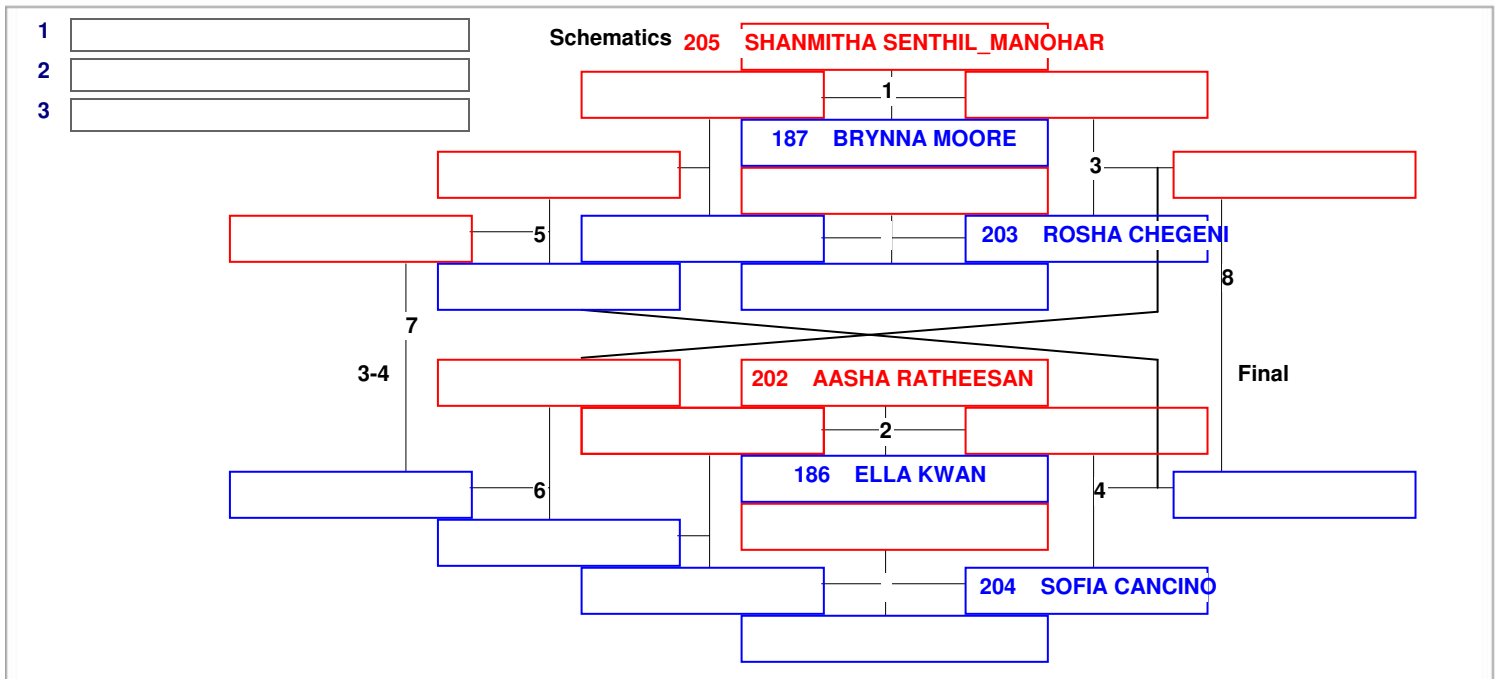 1
Schematics 205 SHANMITHA SENTHIL_MANOHAR
2
1
3
187 BRYNNA MOORE
3
5
203 ROSHA CHEGENI
8
7
3-4
202 AASHA RATHEESAN
Final
2
186 ELLA KWAN
6
4
204 SOFIA CANCINO